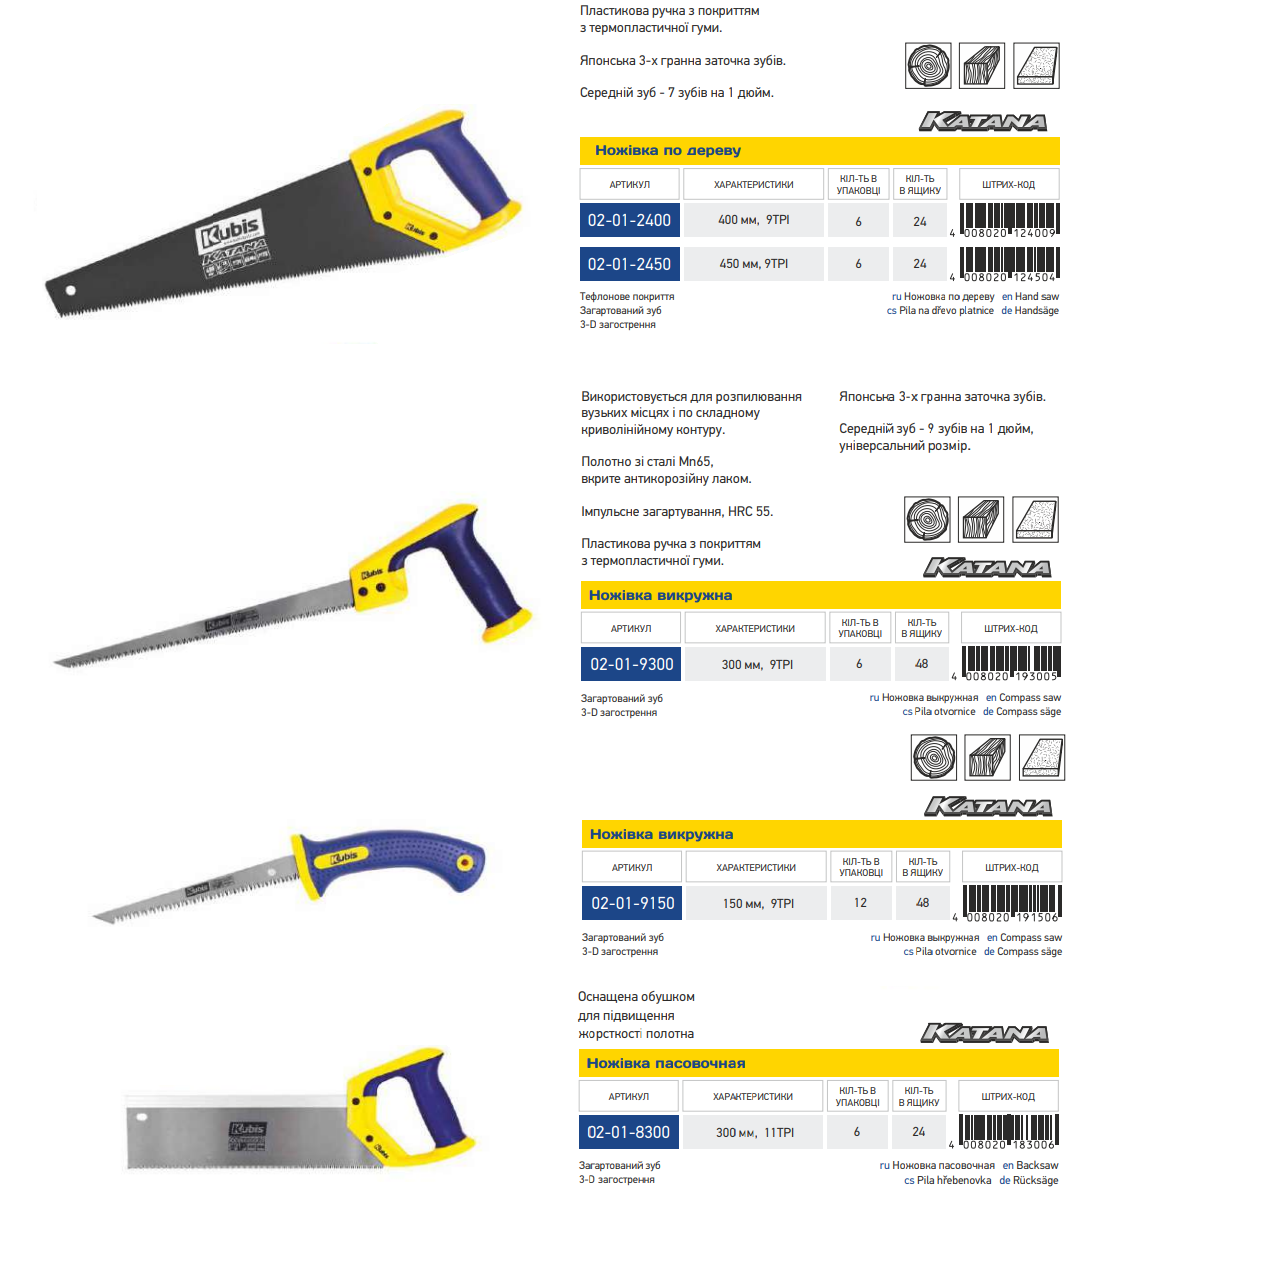 Пластикова ручка з покриттям
з термопластичної гуми.
Японська 3-х гранна заточка зубів.
Середній зуб - 7 зубів на 1 дюйм.
KATANA
Ножівка по дереву
АРТИКУЛ ХАРАКТЕРИСТИКИ КІЛ-ТЬ В УПАКОВЦІ КІЛ-ТЬ В ЯЩИКУ ШТРИХ-КОД
02-01-2400 400 мм, 9TPI 6 24 4 008020 124009
02-01-2450 450 мм, 9TPI 6 24 4 008020 124504
Тефлонове покриття
Загартований зуб
3-D загострення
ru Ножовка по дереву en Hand saw
cs Pila na dřevo platnice de Handsäge
Kubis
KATANA
Використовується для розпилювання
вузьких місцях і по складному
криволінійному контуру.
Полотно зі сталі Mn65,
вкрите антикорозійну лаком.
Імпульсне загартування, HRC 55.
Пластикова ручка з покриттям
з термопластичної гуми.
Японська 3-х гранна заточка зубів.
Середній зуб - 9 зубів на 1 дюйм,
універсальний розмір.
KATANA
Ножівка викружна
АРТИКУЛ ХАРАКТЕРИСТИКИ КІЛ-ТЬ В УПАКОВЦІ КІЛ-ТЬ В ЯЩИКУ ШТРИХ-КОД
02-01-9300 300 мм, 9TPI 6 48 4 008020 193005
Загартований зуб
3-D загострення
ru Ножовка выкружная en Compass saw
cs Pila otvornice de Compass säge
Kubis
Kubis
KATANA
Ножівка викружна
АРТИКУЛ ХАРАКТЕРИСТИКИ КІЛ-ТЬ В УПАКОВЦІ КІЛ-ТЬ В ЯЩИКУ ШТРИХ-КОД
02-01-9150 150 мм, 9TPI 12 48 4 008020 191506
Загартований зуб
3-D загострення
ru Ножовка выкружная en Compass saw
cs Pila otvornice de Compass säge
Kubis
Kubis
Оснащена обушком
для підвищення
жорсткості полотна
KATANA
Ножівка пасовочная
АРТИКУЛ ХАРАКТЕРИСТИКИ КІЛ-ТЬ В УПАКОВЦІ КІЛ-ТЬ В ЯЩИКУ ШТРИХ-КОД
02-01-8300 300 мм, 11TPI 6 24 4 008020 183006
Загартований зуб
3-D загострення
ru Ножовка пасовочная en Backsaw
cs Pila hřebenovka de Rücksäge
Kubis
Kubis